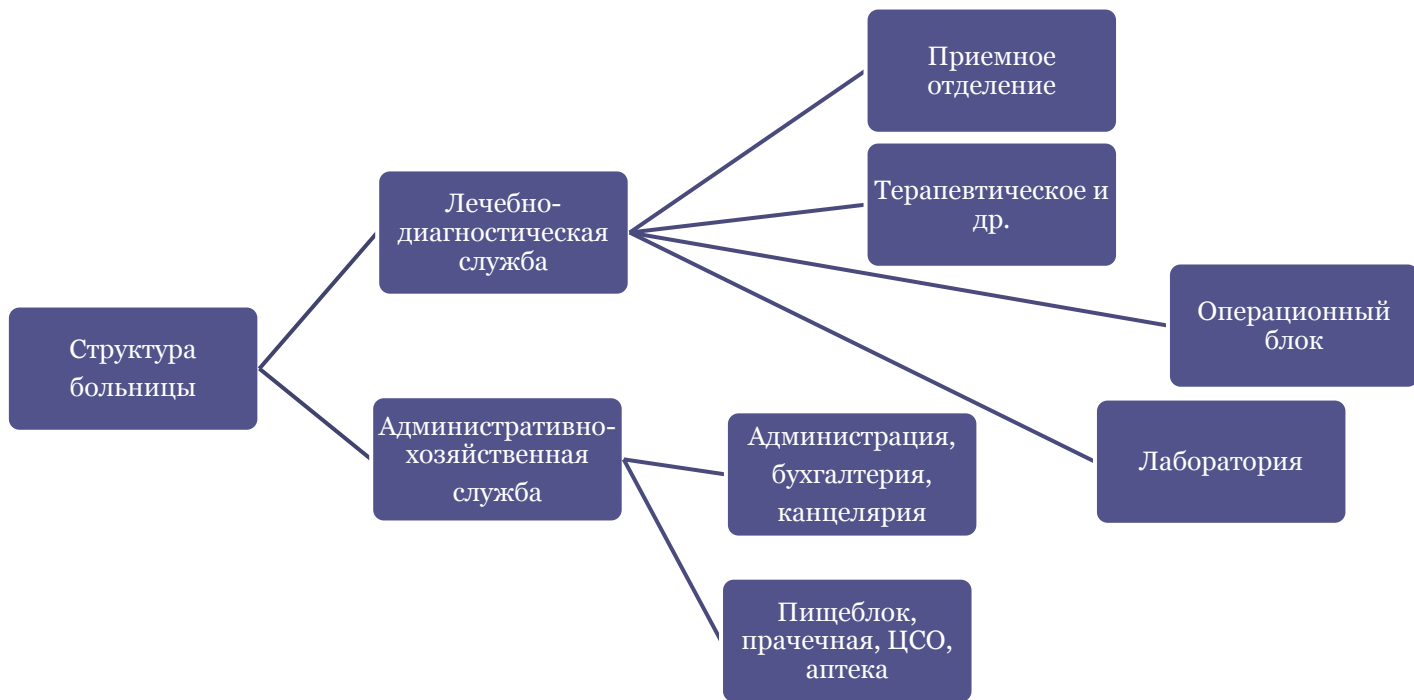 Приемное
отделение
Терапевтическое и
др.
Лечебно-
диагностическая
служба
Операционный
блок
Структура
больницы
Административно-
хозяйственная
служба
Администрация,
бухгалтерия,
канцелярия
Лаборатория
Пищеблок,
прачечная, ЦСО,
аптека